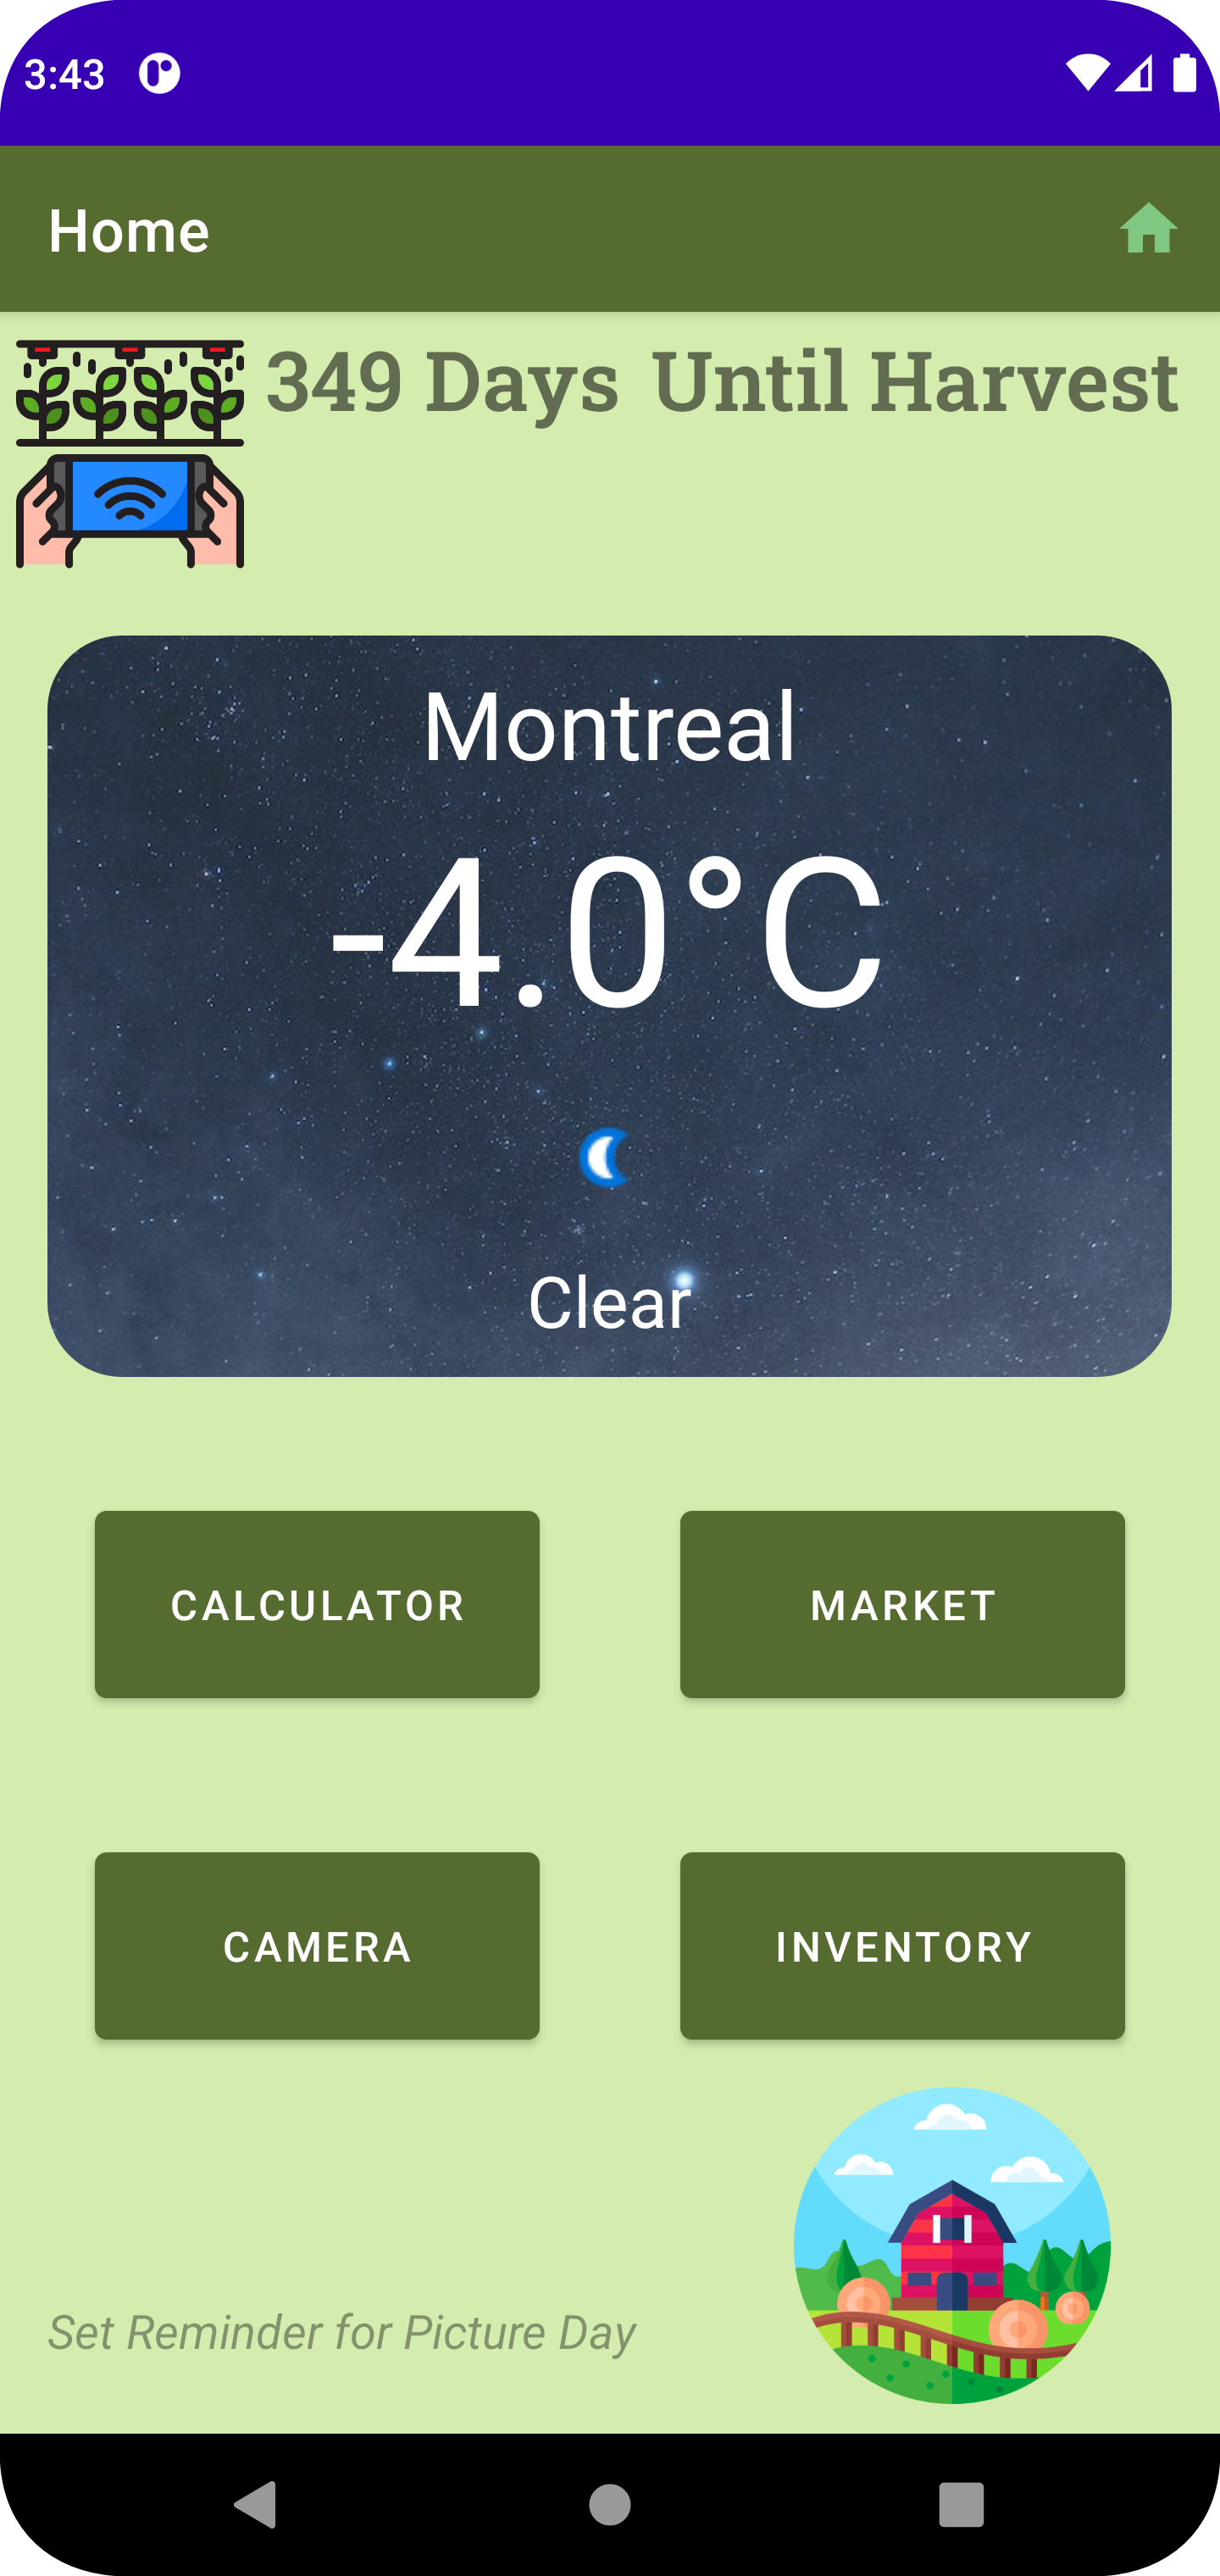 3:43
Home
349 Days Until Harvest
Montreal
-4.0°C
Clear
CALCULATOR
MARKET
CAMERA
INVENTORY
Set Reminder for Picture Day